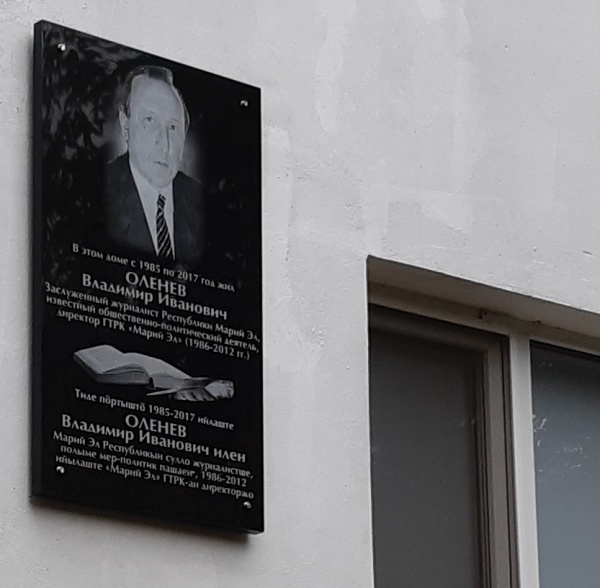 В этом доме с 1985 по 2017 год жил
ОЛЕНЕВ
Владимир Иванович
Заслуженный журналист Республики Марий Эл,
известный общественно-политический деятель,
директор ГТРК «Марий Эл» (1986-2012 гг.)
Тиде пӧртыштӧ 1985-2017 ийлаште
ОЛЕНЕВ
Владимир Иванович илен
Марий Эл Республикын сулло журналистше,
полыме мер-политик пашаеҥ, 1986-2012
ийылаште «Марий Эл» ГТРК-ан директоржо